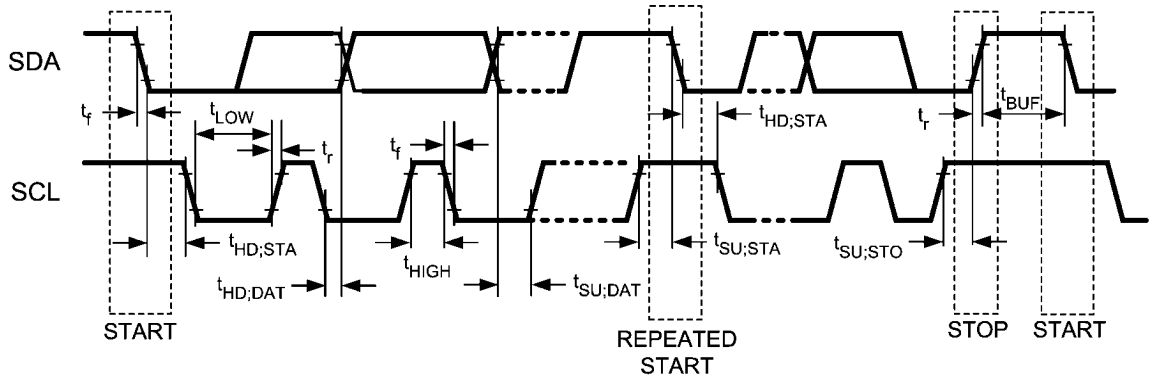 SDA
t_f
t_LOW
t_r
t_f
t_HD;STA
t_r
t_BUF
SCL
t_HD;STA
t_HD;DAT
t_HIGH
t_SU;DAT
t_SU;STA
t_SU;STO
START
REPEATED
START
STOP
START